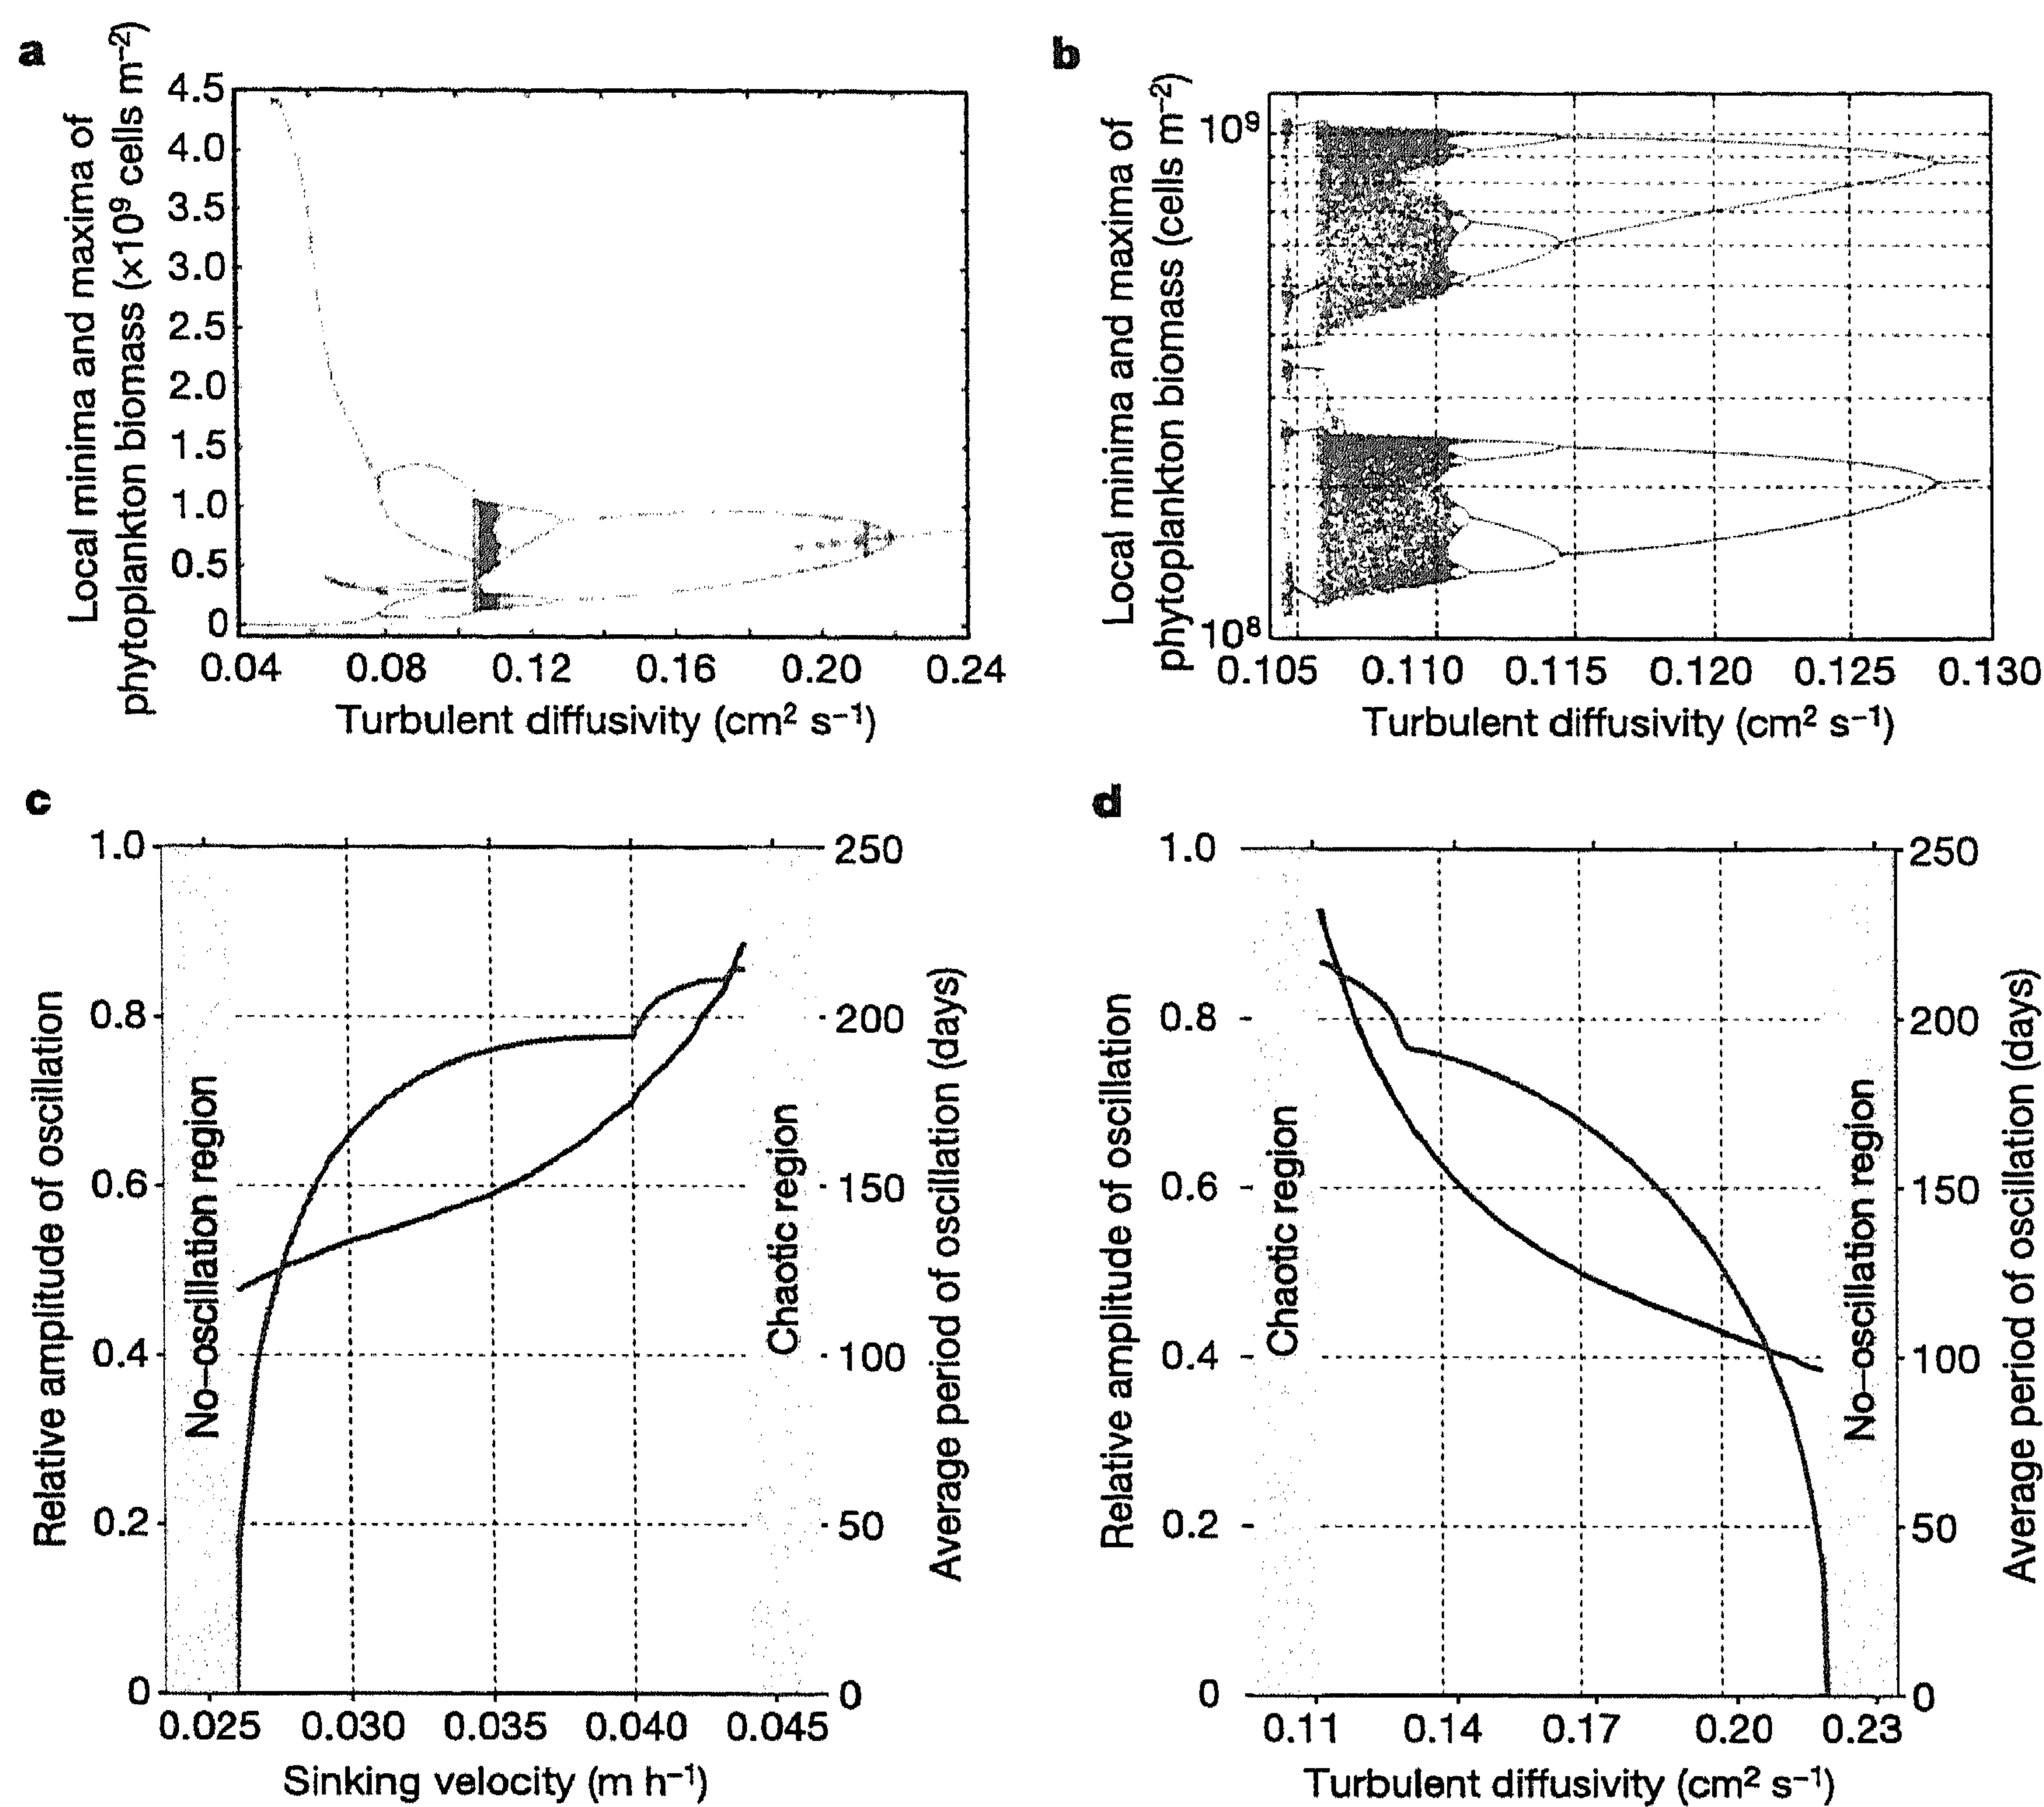 a
Local minima and maxima of
phytoplankton biomass (x10⁹ cells m⁻²)
4.5
4.0
3.5
3.0
2.5
2.0
1.5
1.0
0.5
0
0.04 0.08 0.12 0.16 0.20 0.24
Turbulent diffusivity (cm² s⁻¹)
b
Local minima and maxima of
phytoplankton biomass (cells m⁻²)
10⁹
10⁸
0.105 0.110 0.115 0.120 0.125 0.130
Turbulent diffusivity (cm² s⁻¹)
c
Relative amplitude of oscillation
1.0
0.8
0.6
0.4
0.2
0
No–oscillation region
Chaotic region
250
200
150
100
50
0
Average period of oscillation (days)
0.025 0.030 0.035 0.040 0.045
Sinking velocity (m h⁻¹)
d
Relative amplitude of oscillation
1.0
0.8
0.6
0.4
0.2
0
Chaotic region
No–oscillation region
250
200
150
100
50
0
Average period of oscillation (days)
0.11 0.14 0.17 0.20 0.23
Turbulent diffusivity (cm² s⁻¹)